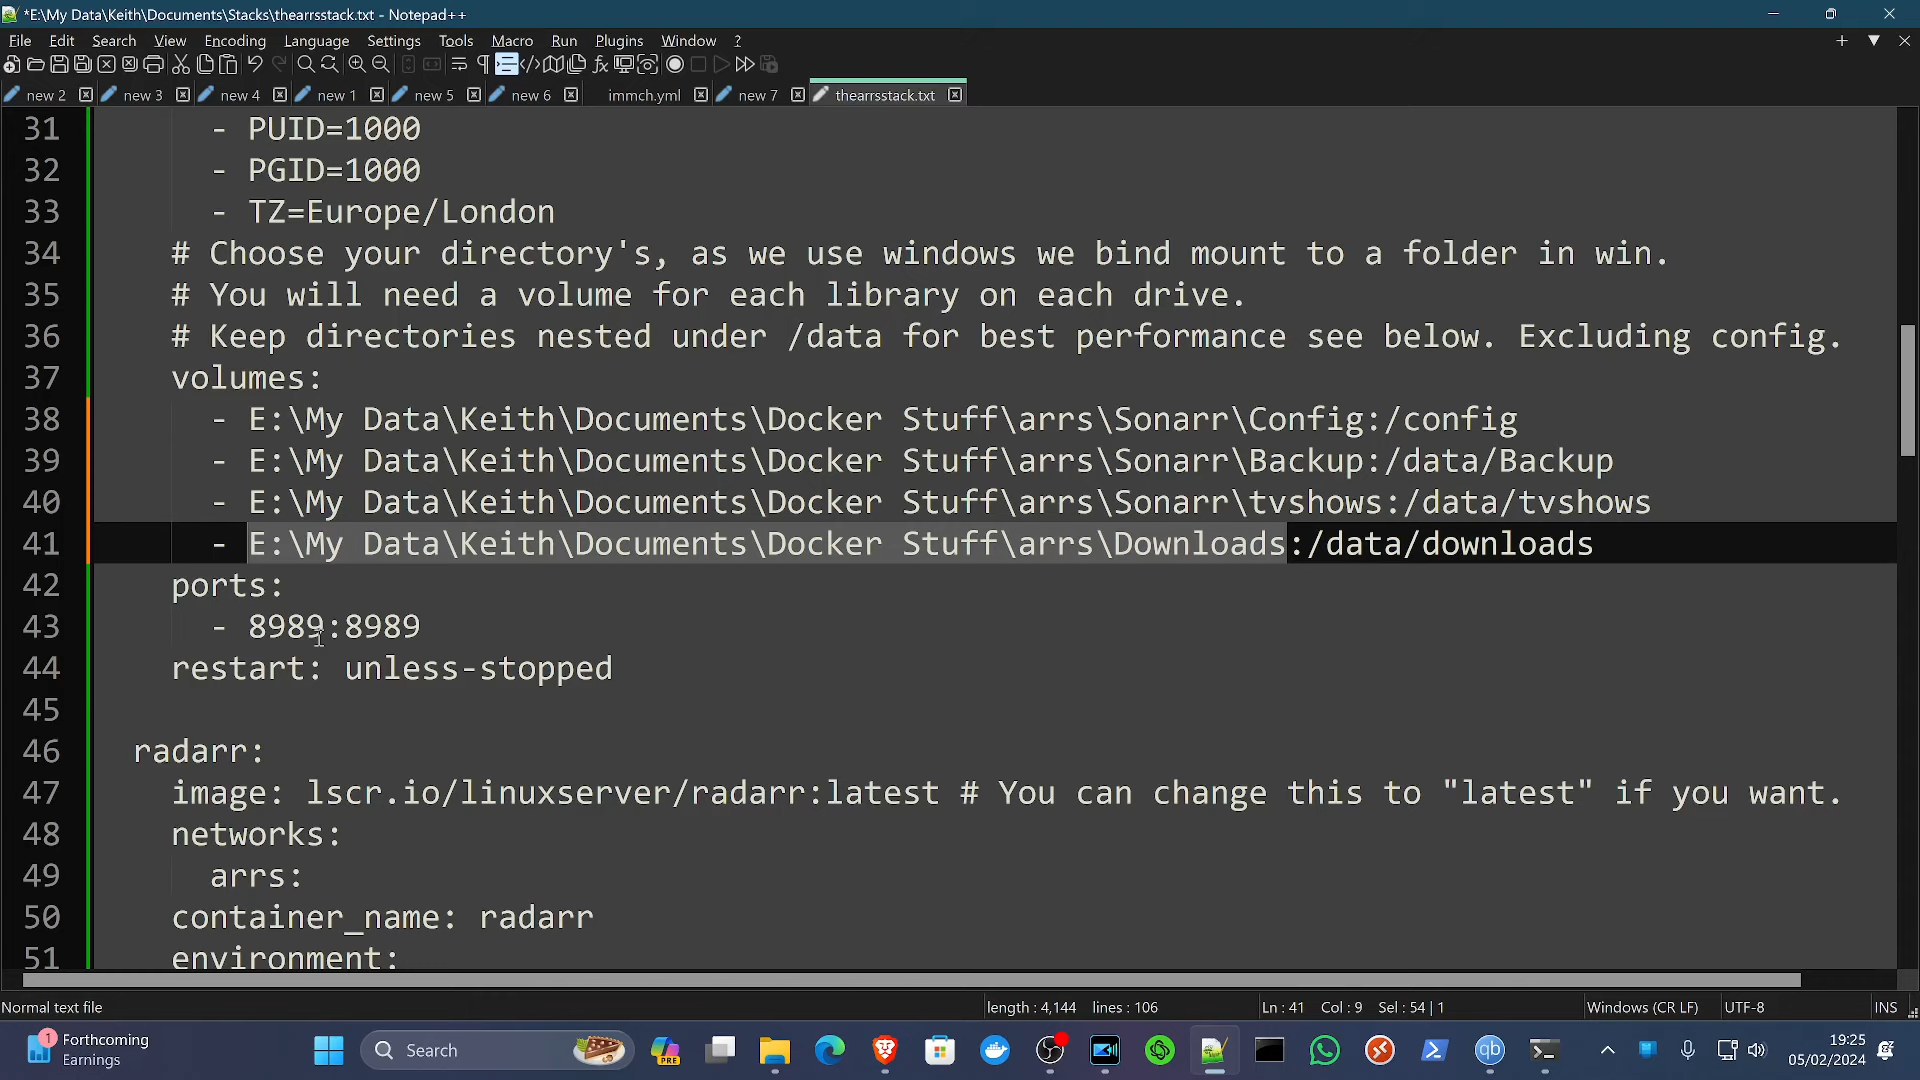 *E:\My Data\Keith\Documents\Stacks\thearrsstack.txt - Notepad++
File Edit Search View Encoding Language Settings Tools Macro Run Plugins Window ?
new 2 new 3 new 4 new 1 new 5 new 6 immch.yml new 7 thearrsstack.txt
31 - PUID=1000
32 - PGID=1000
33 - TZ=Europe/London
34 # Choose your directory's, as we use windows we bind mount to a folder in win.
35 # You will need a volume for each library on each drive.
36 # Keep directories nested under /data for best performance see below. Excluding config.
37 volumes:
38 - E:\My Data\Keith\Documents\Docker Stuff\arrs\Sonarr\Config:/config
39 - E:\My Data\Keith\Documents\Docker Stuff\arrs\Sonarr\Backup:/data/Backup
40 - E:\My Data\Keith\Documents\Docker Stuff\arrs\Sonarr\tvshows:/data/tvshows
41 - E:\My Data\Keith\Documents\Docker Stuff\arrs\Downloads:/data/downloads
42 ports:
43 - 8989:8989
44 restart: unless-stopped
45
46 radarr:
47 image: lscr.io/linuxserver/radarr:latest # You can change this to "latest" if you want.
48 networks:
49 arrs:
50 container_name: radarr
51 environment:
Normal text file length : 4,144 lines : 106 Ln : 41 Col : 9 Sel : 54 | 1 Windows (CR LF) UTF-8 INS
1 Forthcoming
Earnings
Search
PRE
qb
19:25
05/02/2024